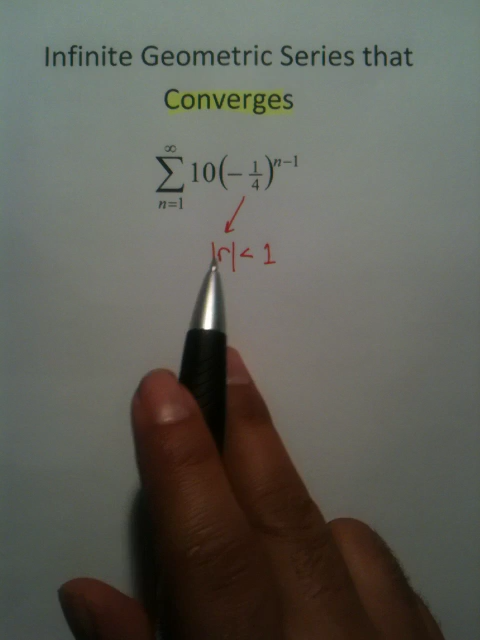 Infinite Geometric Series that
Converges
∞
∑ 10(− 1/4)ⁿ⁻¹
n=1
|r| < 1